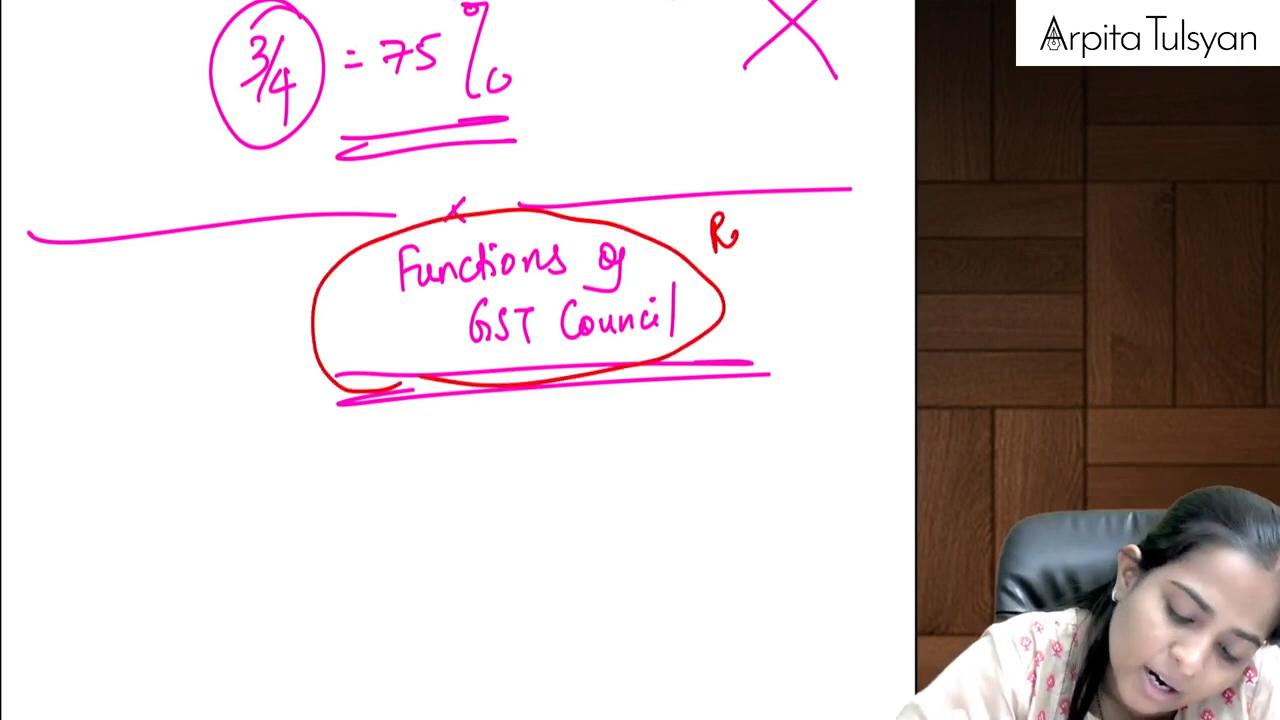 Arpita Tulsyan
3/4 = 75%
R
Functions of
GST Council